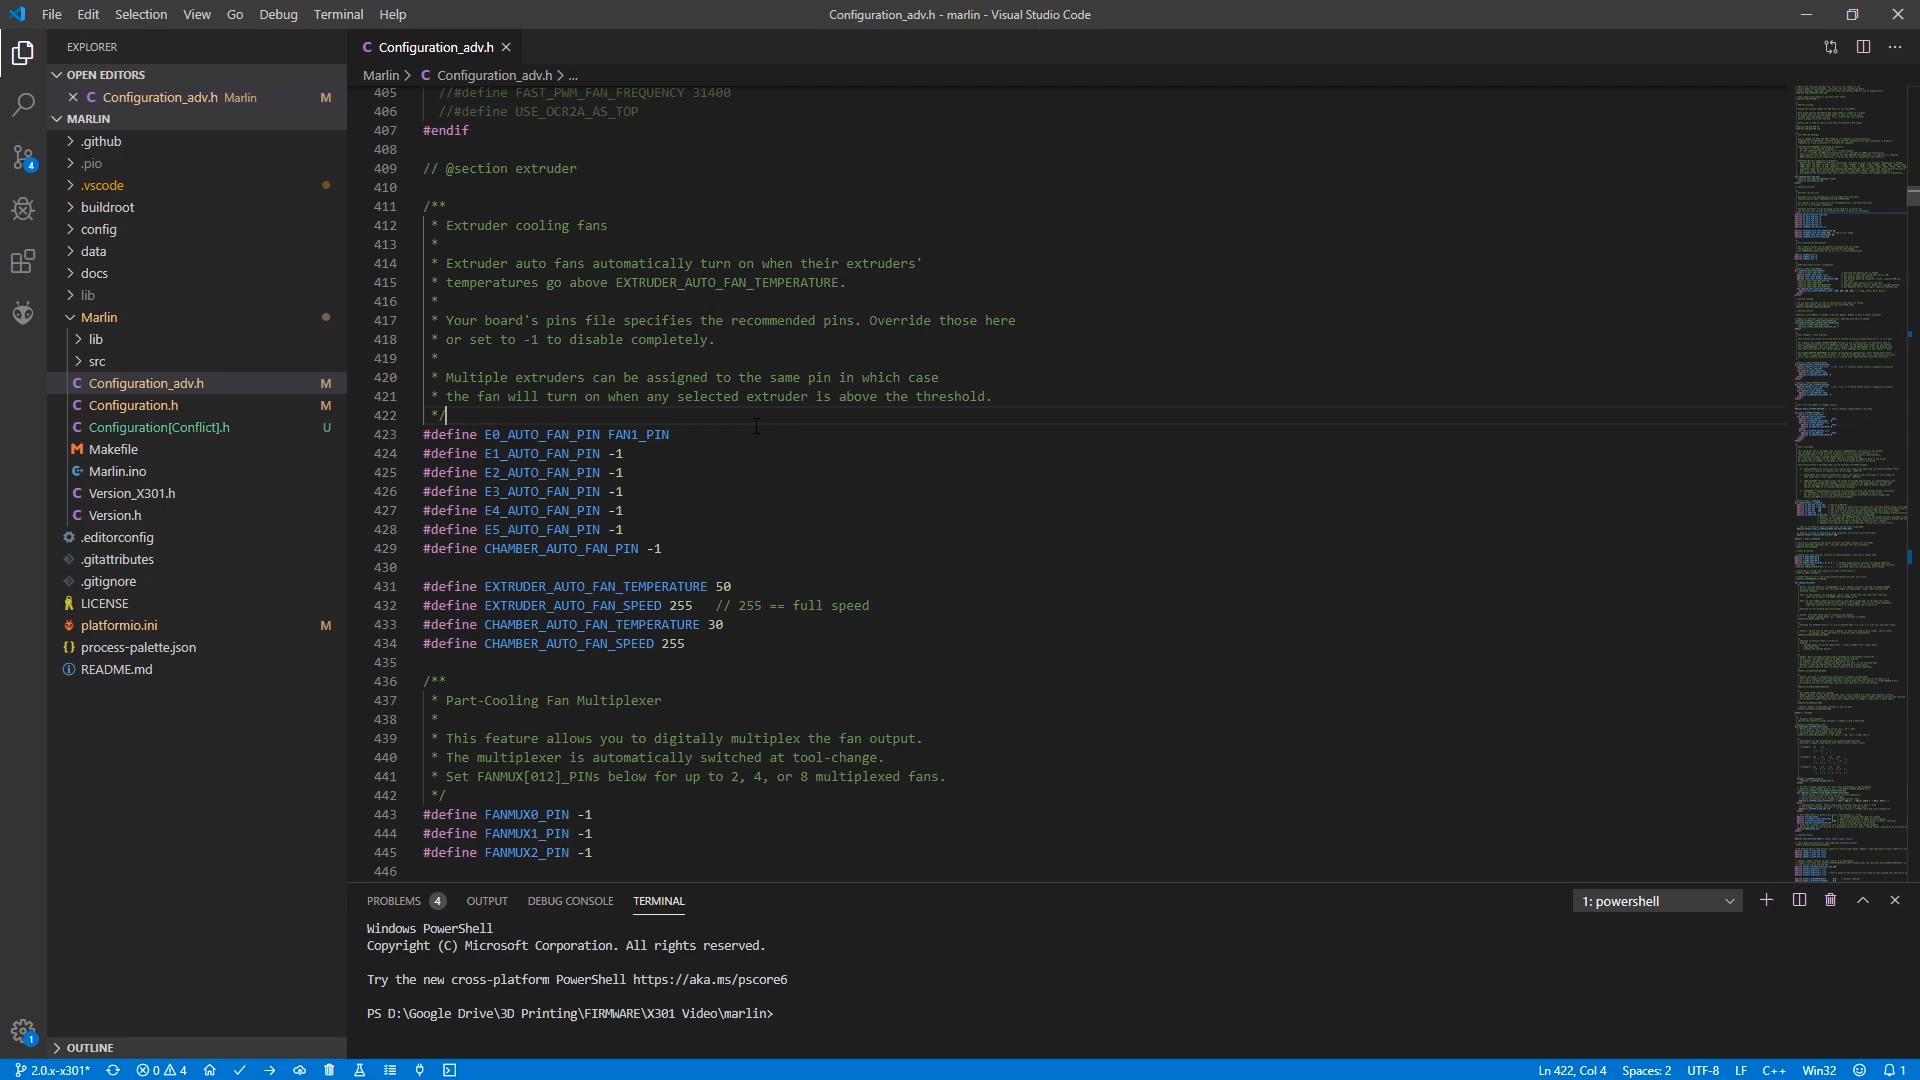 File Edit Selection View Go Debug Terminal Help
Configuration_adv.h - marlin - Visual Studio Code
EXPLORER
OPEN EDITORS
Configuration_adv.h Marlin M
MARLIN
.github
.pio
.vscode
buildroot
config
data
docs
lib
Marlin
lib
src
Configuration_adv.h M
Configuration.h M
Configuration[Conflict].h U
Makefile
Marlin.ino
Version_X301.h
Version.h
.editorconfig
.gitattributes
.gitignore
LICENSE
platformio.ini M
process-palette.json
README.md
OUTLINE
4
1
Configuration_adv.h
Marlin > C Configuration_adv.h > ...
405 //#define FAST_PWM_FAN_FREQUENCY 31400
406 //#define USE_OCR2A_AS_TOP
407 #endif
408
409 // @section extruder
410
411 /**
412 * Extruder cooling fans
413 *
414 * Extruder auto fans automatically turn on when their extruders'
415 * temperatures go above EXTRUDER_AUTO_FAN_TEMPERATURE.
416 *
417 * Your board's pins file specifies the recommended pins. Override those here
418 * or set to -1 to disable completely.
419 *
420 * Multiple extruders can be assigned to the same pin in which case
421 * the fan will turn on when any selected extruder is above the threshold.
422 */
423 #define E0_AUTO_FAN_PIN FAN1_PIN
424 #define E1_AUTO_FAN_PIN -1
425 #define E2_AUTO_FAN_PIN -1
426 #define E3_AUTO_FAN_PIN -1
427 #define E4_AUTO_FAN_PIN -1
428 #define E5_AUTO_FAN_PIN -1
429 #define CHAMBER_AUTO_FAN_PIN -1
430
431 #define EXTRUDER_AUTO_FAN_TEMPERATURE 50
432 #define EXTRUDER_AUTO_FAN_SPEED 255 // 255 == full speed
433 #define CHAMBER_AUTO_FAN_TEMPERATURE 30
434 #define CHAMBER_AUTO_FAN_SPEED 255
435
436 /**
437 * Part-Cooling Fan Multiplexer
438 *
439 * This feature allows you to digitally multiplex the fan output.
440 * The multiplexer is automatically switched at tool-change.
441 * Set FANMUX[012]_PINs below for up to 2, 4, or 8 multiplexed fans.
442 */
443 #define FANMUX0_PIN -1
444 #define FANMUX1_PIN -1
445 #define FANMUX2_PIN -1
446
PROBLEMS 4 OUTPUT DEBUG CONSOLE TERMINAL
1: powershell
Windows PowerShell
Copyright (C) Microsoft Corporation. All rights reserved.
Try the new cross-platform PowerShell https://aka.ms/pscore6
PS D:\Google Drive\3D Printing\FIRMWARE\X301 Video\marlin>
2.0.x-x301* 0 4
Ln 422, Col 4 Spaces: 2 UTF-8 LF C++ Win32 1